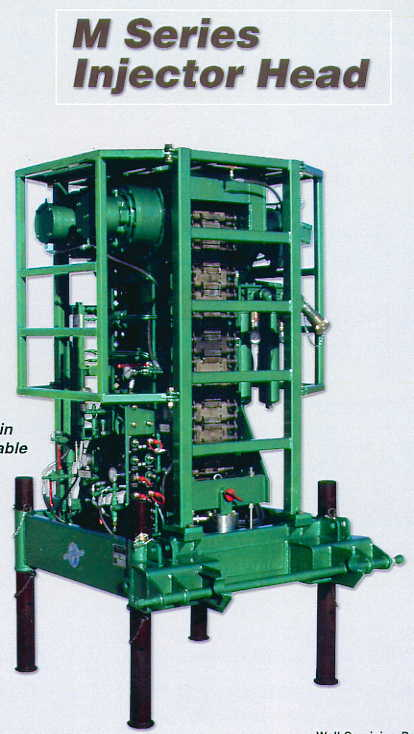 M Series
Injector Head
in
able